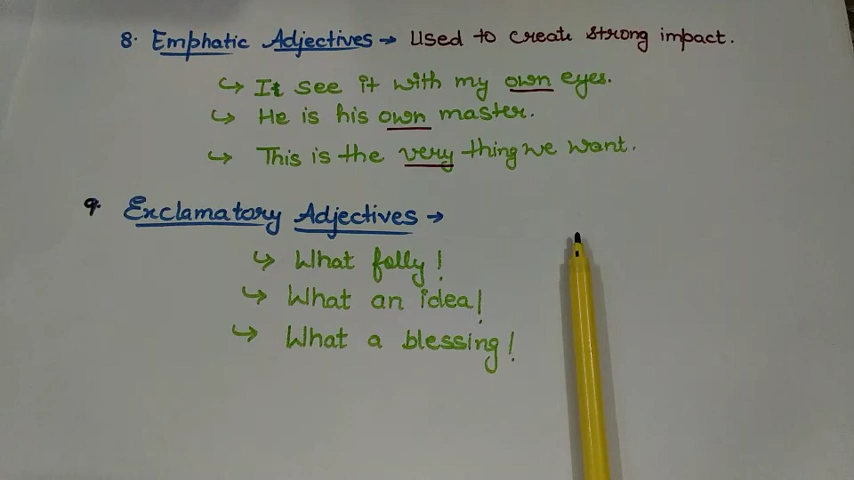 8. Emphatic Adjectives → Used to create strong impact.
↪ It see it with my own eyes.
↪ He is his own master.
↪ This is the very thing we want.
9. Exclamatory Adjectives →
↪ What folly!
↪ What an idea!
↪ What a blessing!